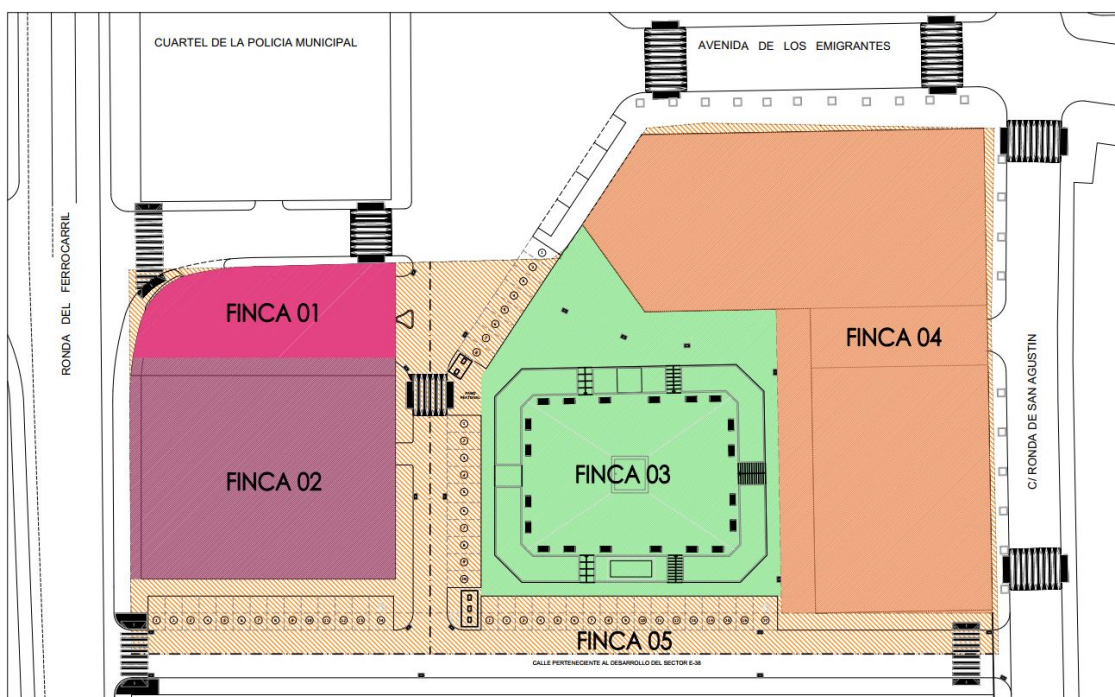 CUARTEL DE LA POLICIA MUNICIPAL
AVENIDA DE LOS EMIGRANTES
RONDA DEL FERROCARRIL
FINCA 01
FINCA 04
C/ RONDA DE SAN AGUSTIN
FINCA 02
FINCA 03
FINCA 05
CALLE PERTENECIENTE AL DESARROLLO DEL SECTOR E-38